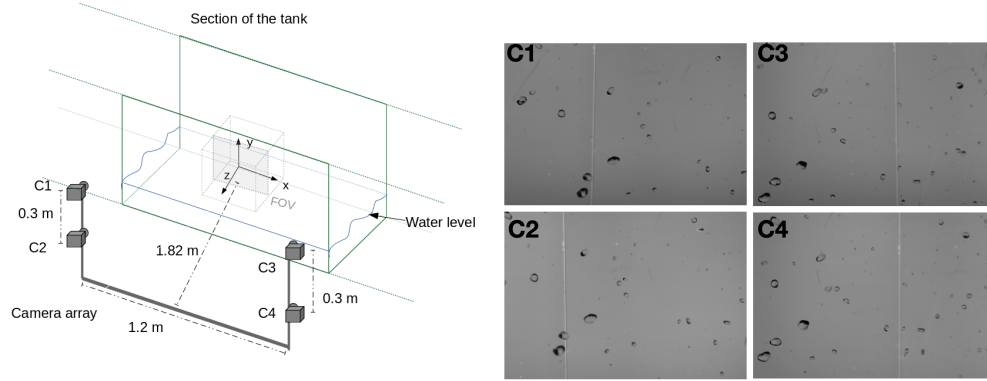 Section of the tank
y
z
x
FOV
C1
0.3 m
C2
1.82 m
Water level
C3
0.3 m
C4
Camera array
1.2 m
C1
C3
C2
C4